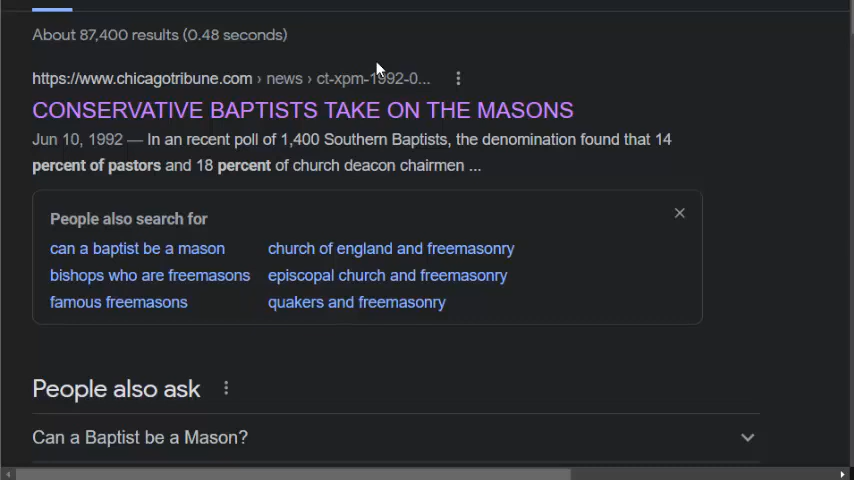 About 87,400 results (0.48 seconds)
https://www.chicagotribune.com › news › ct-xpm-1992-0...
CONSERVATIVE BAPTISTS TAKE ON THE MASONS
Jun 10, 1992 — In an recent poll of 1,400 Southern Baptists, the denomination found that 14
percent of pastors and 18 percent of church deacon chairmen ...
People also search for
can a baptist be a mason church of england and freemasonry
bishops who are freemasons episcopal church and freemasonry
famous freemasons quakers and freemasonry
People also ask
Can a Baptist be a Mason?